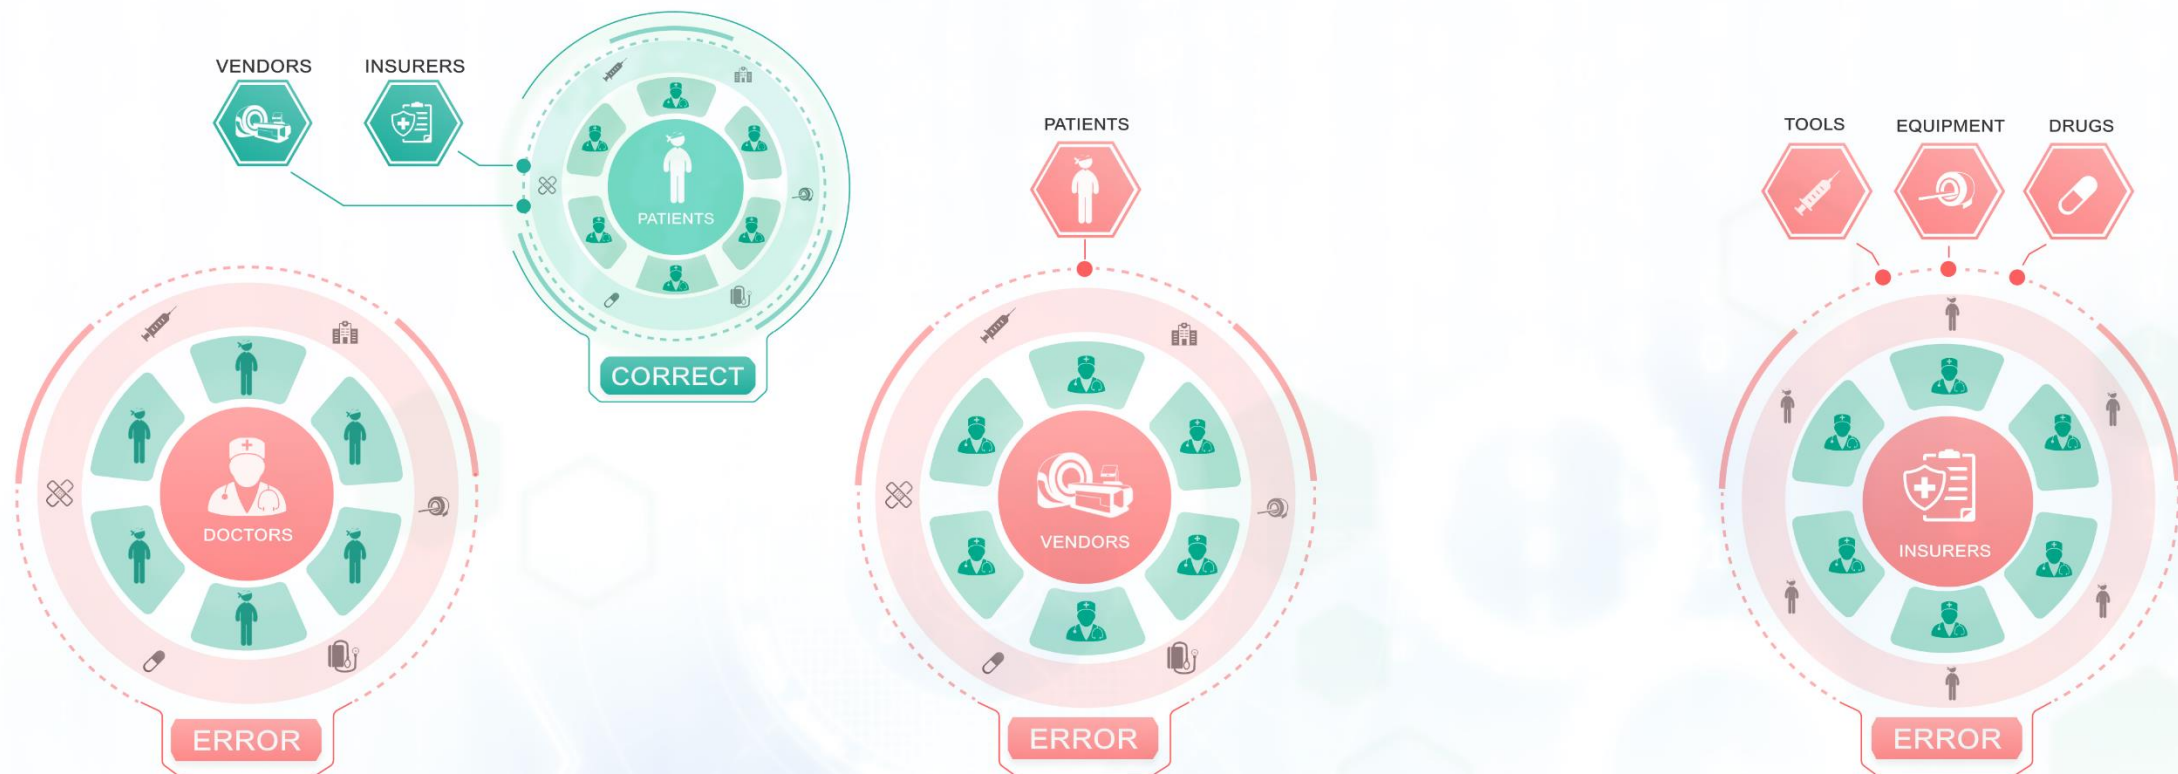 VENDORS
INSURERS
PATIENTS
CORRECT
DOCTORS
ERROR
PATIENTS
VENDORS
ERROR
TOOLS
EQUIPMENT
DRUGS
INSURERS
ERROR